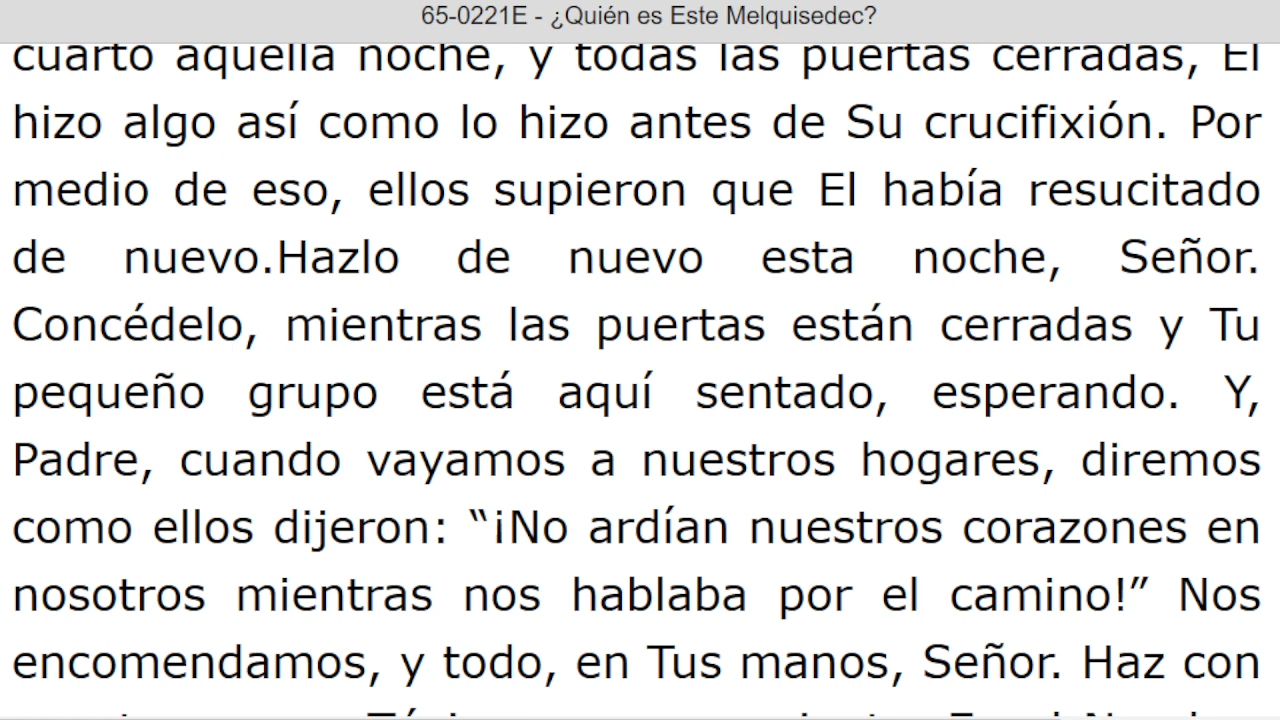 65-0221E - ¿Quién es Este Melquisedec?
cuarto aquella noche, y todas las puertas cerradas, El
hizo algo así como lo hizo antes de Su crucifixión. Por
medio de eso, ellos supieron que El había resucitado
de nuevo.Hazlo de nuevo esta noche, Señor.
Concédelo, mientras las puertas están cerradas y Tu
pequeño grupo está aquí sentado, esperando. Y,
Padre, cuando vayamos a nuestros hogares, diremos
como ellos dijeron: “¡No ardían nuestros corazones en
nosotros mientras nos hablaba por el camino!” Nos
encomendamos, y todo, en Tus manos, Señor. Haz con